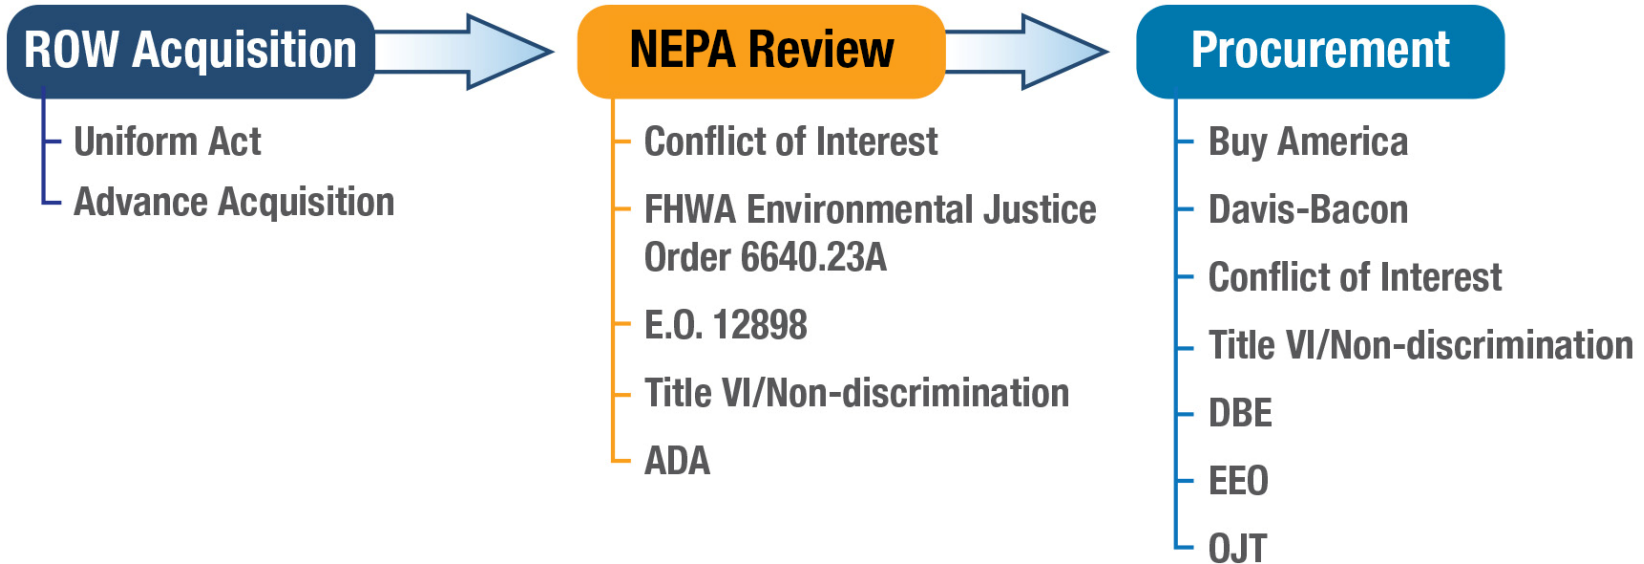 ROW Acquisition
Uniform Act
Advance Acquisition
NEPA Review
Conflict of Interest
FHWA Environmental Justice
Order 6640.23A
E.O. 12898
Title VI/Non-discrimination
ADA
Procurement
Buy America
Davis-Bacon
Conflict of Interest
Title VI/Non-discrimination
DBE
EEO
OJT